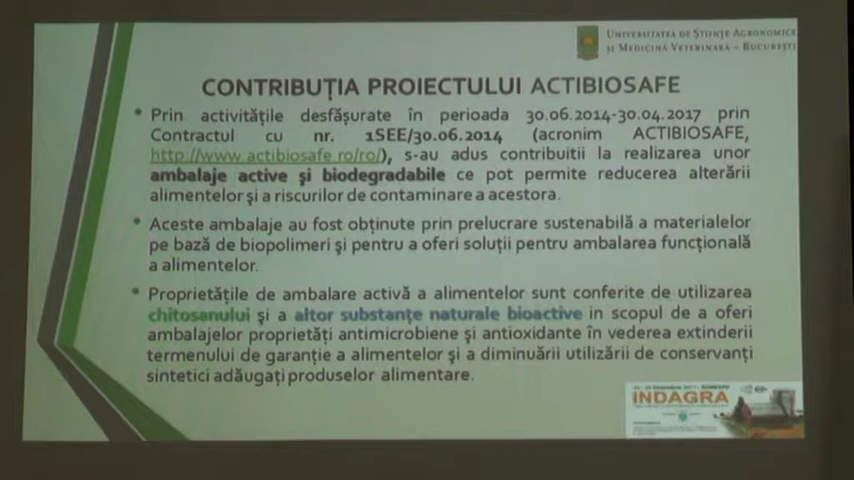 UNIVERSITATEA DE ȘTIINȚE AGRONOMICE
ȘI MEDICINĂ VETERINARĂ – BUCUREȘTI
CONTRIBUȚIA PROIECTULUI ACTIBIOSAFE
• Prin activitățile desfășurate în perioada 30.06.2014-30.04.2017 prin
Contractul cu nr. 1SEE/30.06.2014 (acronim ACTIBIOSAFE,
http://www.actibiosafe.ro/ro/), s-au adus contribuitii la realizarea unor
ambalaje active și biodegradabile ce pot permite reducerea alterării
alimentelor și a riscurilor de contaminare a acestora.
• Aceste ambalaje au fost obținute prin prelucrare sustenabilă a materialelor
pe bază de biopolimeri și pentru a oferi soluții pentru ambalarea funcțională
a alimentelor.
• Proprietățile de ambalare activă a alimentelor sunt conferite de utilizarea
chitosanului și a altor substanțe naturale bioactive in scopul de a oferi
ambalajelor proprietăți antimicrobiene și antioxidante în vederea extinderii
termenului de garanție a alimentelor și a diminuării utilizării de conservanți
sintetici adăugați produselor alimentare.
INDAGRA